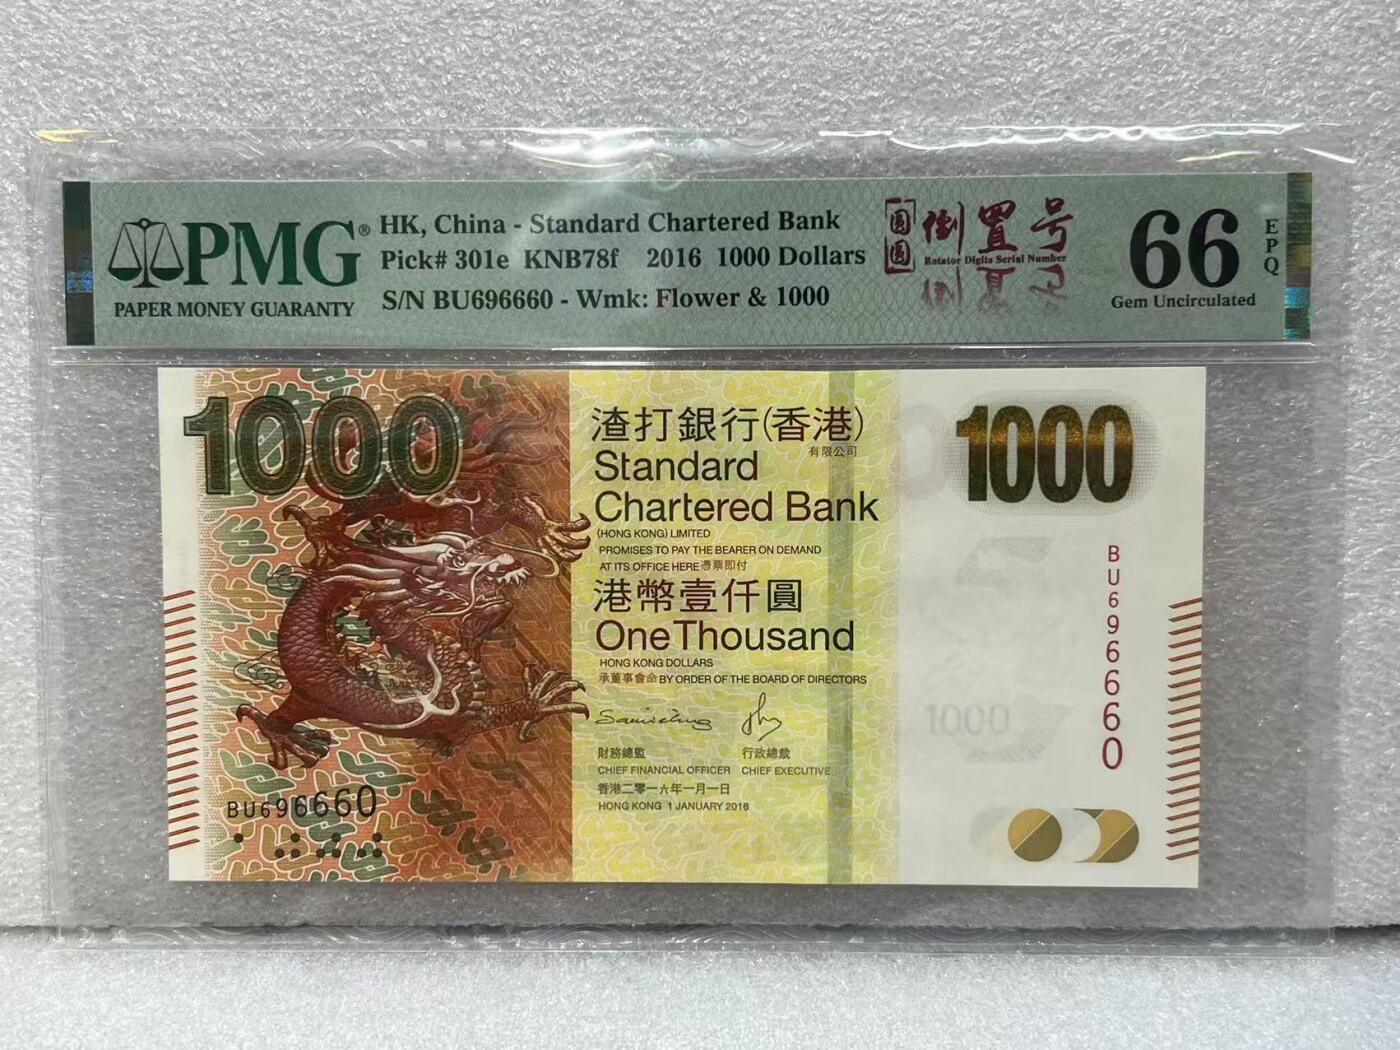 PMG®
PAPER MONEY GUARANTY
HK, China - Standard Chartered Bank
Pick# 301e KNB78f 2016 1000 Dollars
S/N BU696660 - Wmk: Flower & 1000
圆圆
倒置号
Rotator Digits Serial Number
66
EPQ
Gem Uncirculated
1000
渣打銀行(香港)
有限公司
Standard
Chartered Bank
(HONG KONG) LIMITED
PROMISES TO PAY THE BEARER ON DEMAND
AT ITS OFFICE HERE 憑票即付
港幣壹仟圓
One Thousand
HONG KONG DOLLARS
承董事會命 BY ORDER OF THE BOARD OF DIRECTORS
財務總監 行政總裁
CHIEF FINANCIAL OFFICER CHIEF EXECUTIVE
香港二零一六年一月一日
HONG KONG 1 JANUARY 2016
BU696660
1000
BU696660
1000